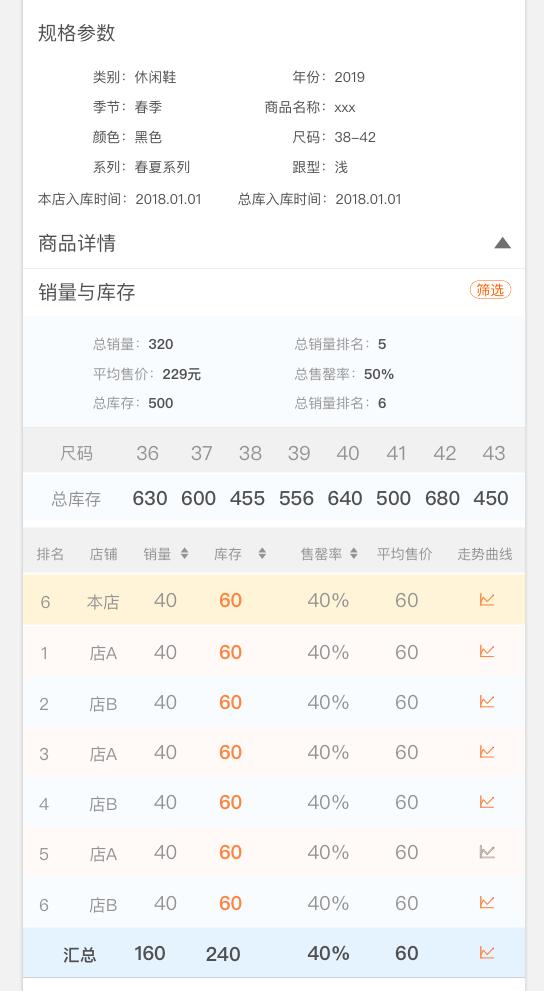 规格参数
类别：休闲鞋 年份：2019
季节：春季 商品名称：xxx
颜色：黑色 尺码：38-42
系列：春夏系列 跟型：浅
本店入库时间：2018.01.01 总库入库时间：2018.01.01
商品详情
销量与库存 筛选
总销量：320 总销量排名：5
平均售价：229元 总售罄率：50%
总库存：500 总销量排名：6
尺码 36 37 38 39 40 41 42 43
总库存 630 600 455 556 640 500 680 450
排名 店铺 销量 库存 售罄率 平均售价 走势曲线
6 本店 40 60 40% 60
1 店A 40 60 40% 60
2 店B 40 60 40% 60
3 店A 40 60 40% 60
4 店B 40 60 40% 60
5 店A 40 60 40% 60
6 店B 40 60 40% 60
汇总 160 240 40% 60